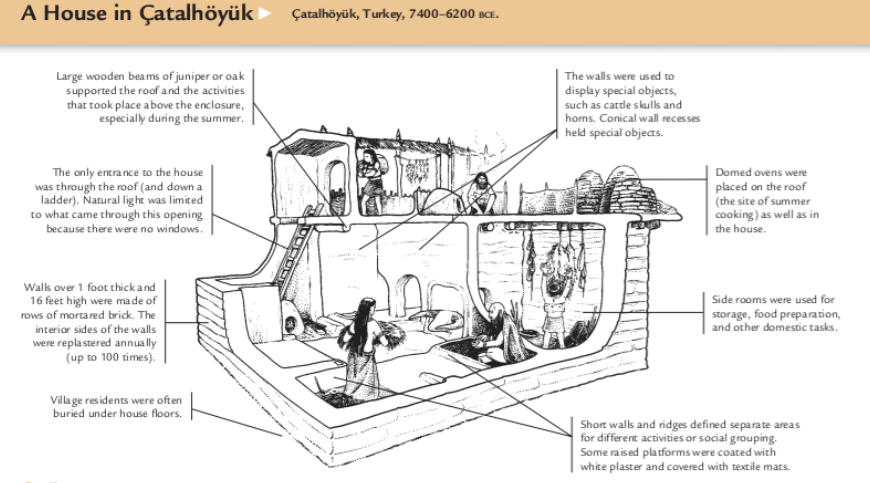 A House in Çatalhöyük
Çatalhöyük, Turkey, 7400–6200 BCE.
Large wooden beams of juniper or oak
supported the roof and the activities
that took place above the enclosure,
especially during the summer.
The walls were used to
display special objects,
such as cattle skulls and
horns. Conical wall recesses
held special objects.
The only entrance to the house
was through the roof (and down a
ladder). Natural light was limited
to what came through this opening
because there were no windows.
Domed ovens were
placed on the roof
(the site of summer
cooking) as well as in
the house.
Walls over 1 foot thick and
16 feet high were made of
rows of mortared brick. The
interior sides of the walls
were replastered annually
(up to 100 times).
Side rooms were used for
storage, food preparation,
and other domestic tasks.
Village residents were often
buried under house floors.
Short walls and ridges defined separate areas
for different activities or social grouping.
Some raised platforms were coated with
white plaster and covered with textile mats.